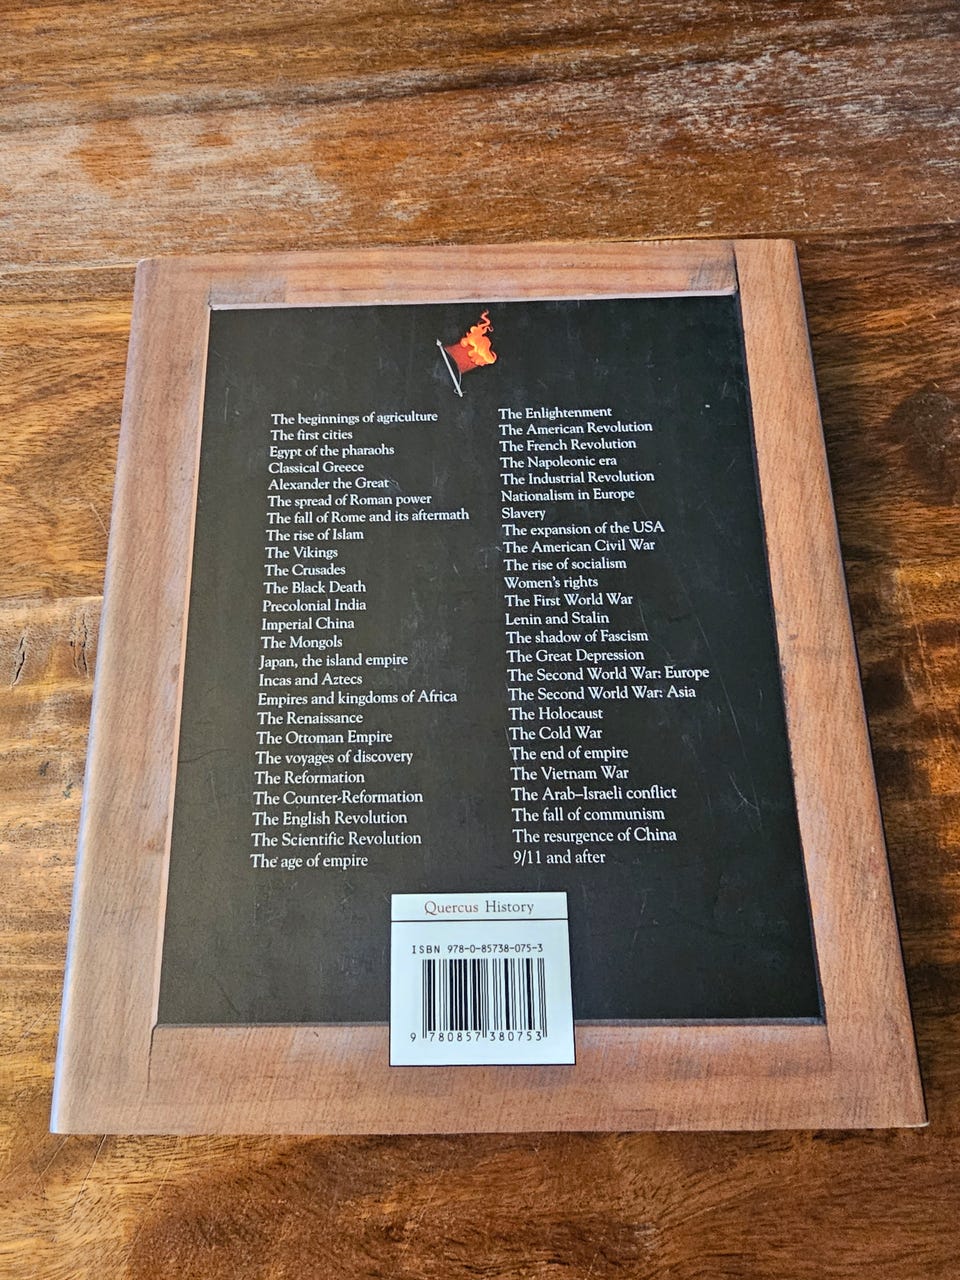 The beginnings of agriculture
The first cities
Egypt of the pharaohs
Classical Greece
Alexander the Great
The spread of Roman power
The fall of Rome and its aftermath
The rise of Islam
The Vikings
The Crusades
The Black Death
Precolonial India
Imperial China
The Mongols
Japan, the island empire
Incas and Aztecs
Empires and kingdoms of Africa
The Renaissance
The Ottoman Empire
The voyages of discovery
The Reformation
The Counter-Reformation
The English Revolution
The Scientific Revolution
The age of empire
The Enlightenment
The American Revolution
The French Revolution
The Napoleonic era
The Industrial Revolution
Nationalism in Europe
Slavery
The expansion of the USA
The American Civil War
The rise of socialism
Women's rights
The First World War
Lenin and Stalin
The shadow of Fascism
The Great Depression
The Second World War: Europe
The Second World War: Asia
The Holocaust
The Cold War
The end of empire
The Vietnam War
The Arab–Israeli conflict
The fall of communism
The resurgence of China
9/11 and after
Quercus History
ISBN 978-0-85738-075-3
9 780857 380753